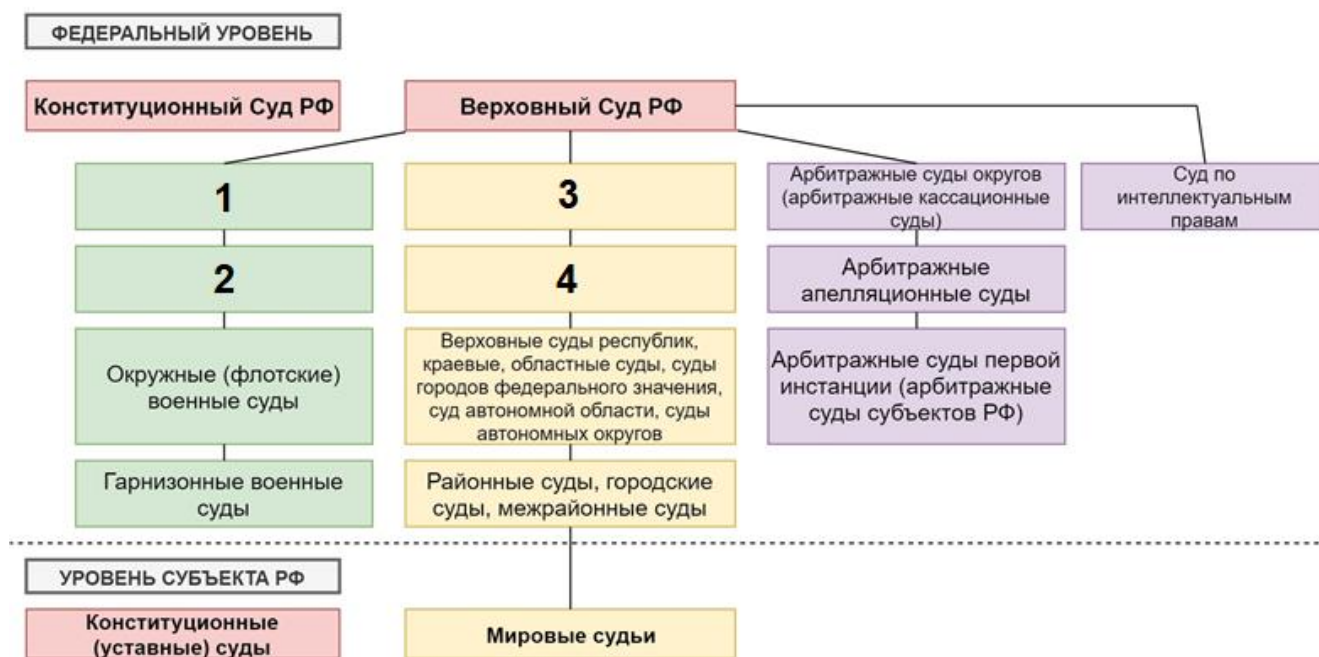 ФЕДЕРАЛЬНЫЙ УРОВЕНЬ
Конституционный Суд РФ
Верховный Суд РФ
1
3
Арбитражные суды округов
(арбитражные кассационные
суды)
Суд по
интеллектуальным
правам
2
4
Арбитражные
апелляционные суды
Окружные (флотские)
военные суды
Верховные суды республик,
краевые, областные суды, суды
городов федерального значения,
суд автономной области, суды
автономных округов
Арбитражные суды первой
инстанции (арбитражные
суды субъектов РФ)
Гарнизонные военные
суды
Районные суды, городские
суды, межрайонные суды
УРОВЕНЬ СУБЪЕКТА РФ
Конституционные
(уставные) суды
Мировые судьи